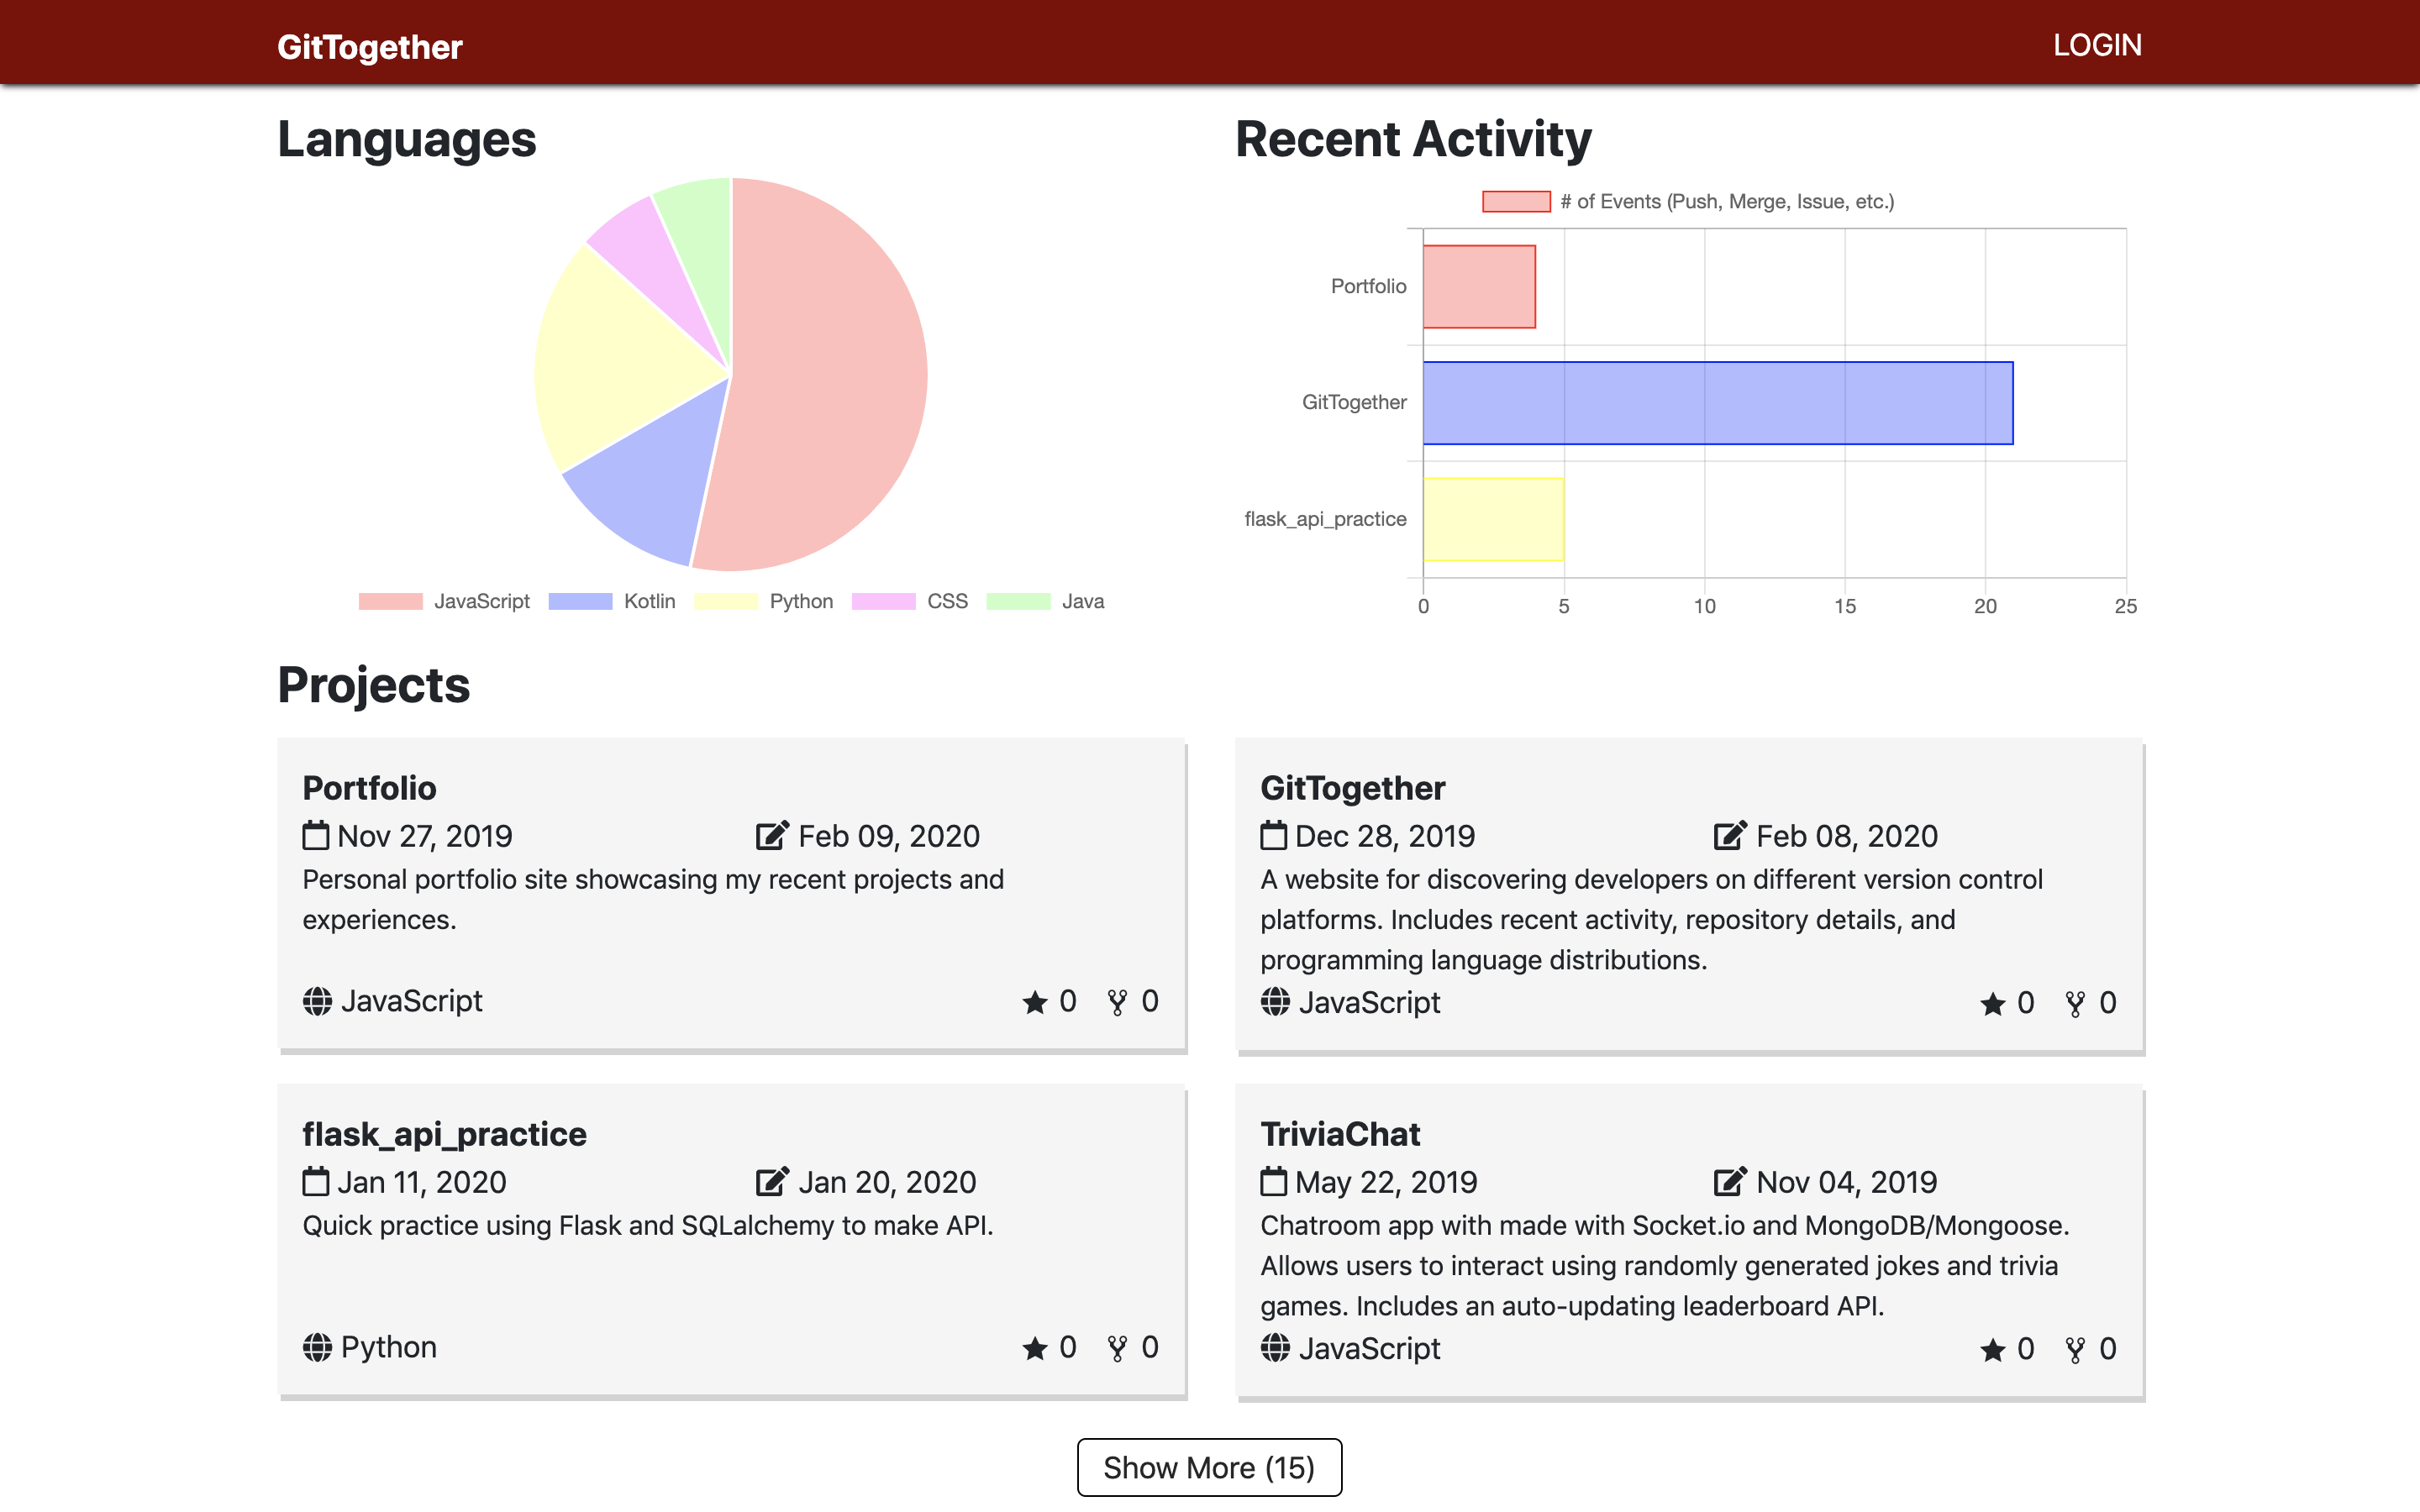 GitTogether
LOGIN
Languages
JavaScript Kotlin Python CSS Java
Recent Activity
# of Events (Push, Merge, Issue, etc.)
Portfolio
GitTogether
flask_api_practice
0 5 10 15 20 25
Projects
Portfolio
Nov 27, 2019 Feb 09, 2020
Personal portfolio site showcasing my recent projects and
experiences.
JavaScript 0 0
GitTogether
Dec 28, 2019 Feb 08, 2020
A website for discovering developers on different version control
platforms. Includes recent activity, repository details, and
programming language distributions.
JavaScript 0 0
flask_api_practice
Jan 11, 2020 Jan 20, 2020
Quick practice using Flask and SQLalchemy to make API.
Python 0 0
TriviaChat
May 22, 2019 Nov 04, 2019
Chatroom app with made with Socket.io and MongoDB/Mongoose.
Allows users to interact using randomly generated jokes and trivia
games. Includes an auto-updating leaderboard API.
JavaScript 0 0
Show More (15)